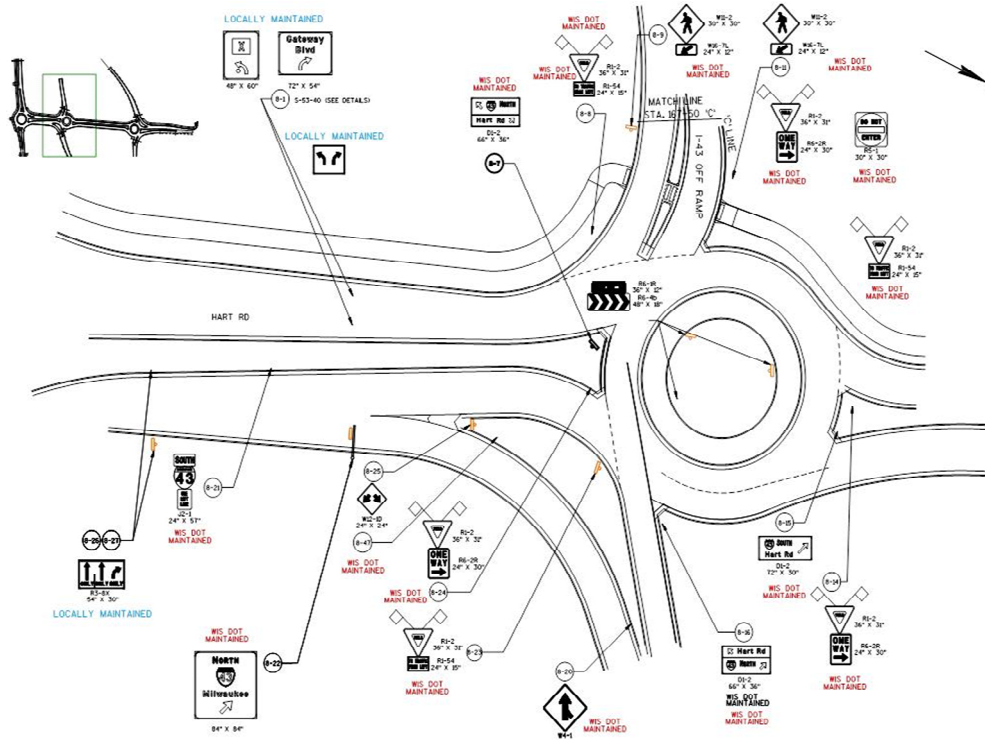 LOCALLY MAINTAINED
Gateway
Blvd
48" X 60"
72" X 54"
8-1
S-53-40 (SEE DETAILS)
LOCALLY MAINTAINED
WIS DOT
MAINTAINED
NORTH
Hart Rd
D1-2
66" X 36"
8-7
WIS DOT
MAINTAINED
WIS DOT
MAINTAINED
R1-2
36" X 31"
R1-54
24" X 15"
8-8
8-9
W11-2
30" X 30"
W16-7L
24" X 12"
WIS DOT
MAINTAINED
W11-2
30" X 30"
W16-7L
24" X 12"
8-11
WIS DOT
MAINTAINED
MATCHLINE
STA. 167+50 'C'
'C' LINE
I-43 OFF RAMP
R1-2
36" X 31"
ONE
WAY
R6-2R
24" X 30"
WIS DOT
MAINTAINED
DO NOT
ENTER
R5-1
30" X 30"
WIS DOT
MAINTAINED
R1-2
36" X 31"
R1-54
24" X 15"
WIS DOT
MAINTAINED
R6-1R
36" X 12"
R6-4b
48" X 18"
HART RD
SOUTH
43
J2-1
24" X 57"
WIS DOT
MAINTAINED
8-21
8-26
8-27
R3-8X
54" X 30"
LOCALLY MAINTAINED
8-25
W12-1D
24" X 24"
8-47
WIS DOT
MAINTAINED
R1-2
36" X 31"
ONE
WAY
R6-2R
24" X 30"
WIS DOT
MAINTAINED
8-24
R1-2
36" X 31"
R1-54
24" X 15"
WIS DOT
MAINTAINED
8-23
WIS DOT
MAINTAINED
NORTH
43
Milwaukee
84" X 84"
8-22
8-20
W4-1
WIS DOT
MAINTAINED
8-16
Hart Rd
NORTH
D1-2
66" X 36"
WIS DOT
MAINTAINED
WIS DOT
MAINTAINED
8-15
SOUTH
Hart Rd
D1-2
72" X 30"
WIS DOT
MAINTAINED
8-14
R1-2
36" X 31"
ONE
WAY
R6-2R
24" X 30"
WIS DOT
MAINTAINED